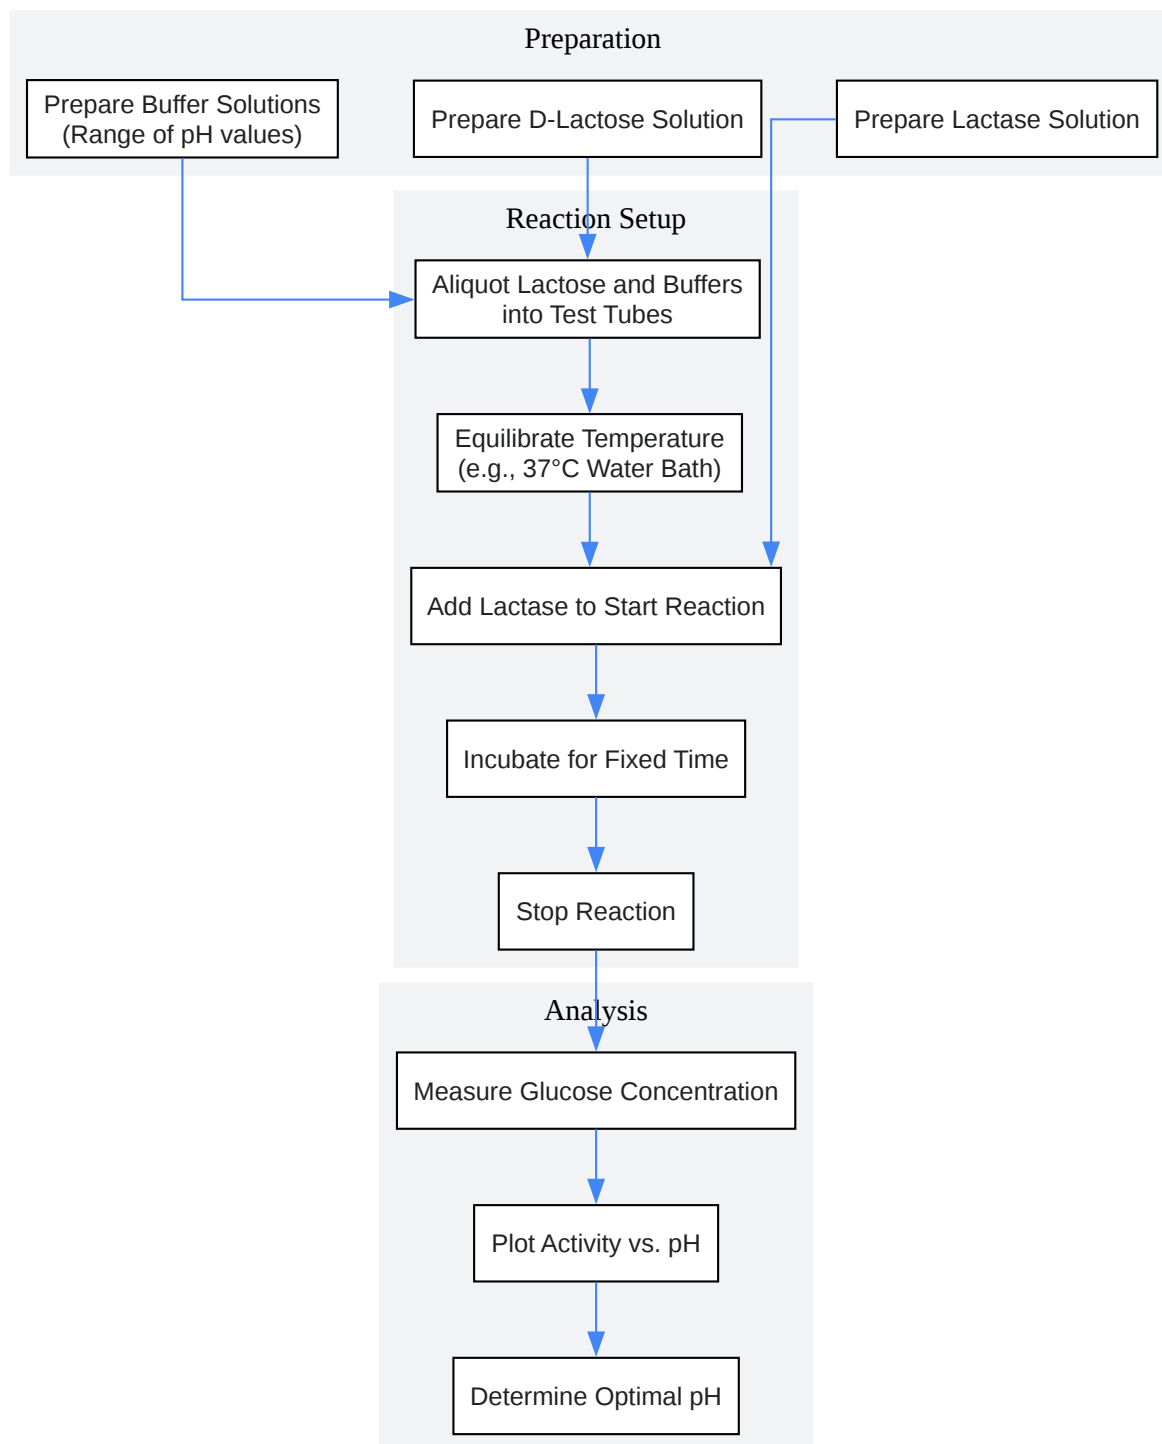 Preparation
Prepare Buffer Solutions
(Range of pH values)
Prepare D-Lactose Solution
Prepare Lactase Solution
Reaction Setup
Aliquot Lactose and Buffers
into Test Tubes
Equilibrate Temperature
(e.g., 37°C Water Bath)
Add Lactase to Start Reaction
Incubate for Fixed Time
Stop Reaction
Analysis
Measure Glucose Concentration
Plot Activity vs. pH
Determine Optimal pH